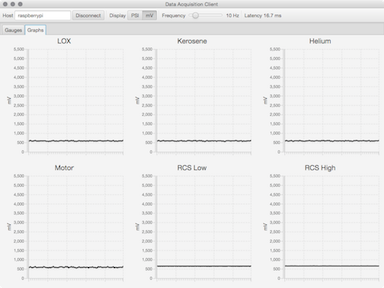 Data Acquisition Client
Host raspberrypi Disconnect Display PSI mV Frequency 10 Hz Latency 16.7 ms
Gauges Graphs
LOX Kerosene Helium
5,500 5,500 5,500
5,000 5,000 5,000
4,500 4,500 4,500
4,000 4,000 4,000
3,500 3,500 3,500
3,000 3,000 3,000
mV mV mV
2,500 2,500 2,500
2,000 2,000 2,000
1,500 1,500 1,500
1,000 1,000 1,000
500 500 500
0 0 0
Motor RCS Low RCS High
5,500 5,500 5,500
5,000 5,000 5,000
4,500 4,500 4,500
4,000 4,000 4,000
3,500 3,500 3,500
3,000 3,000 3,000
mV mV mV
2,500 2,500 2,500
2,000 2,000 2,000
1,500 1,500 1,500
1,000 1,000 1,000
500 500 500
0 0 0